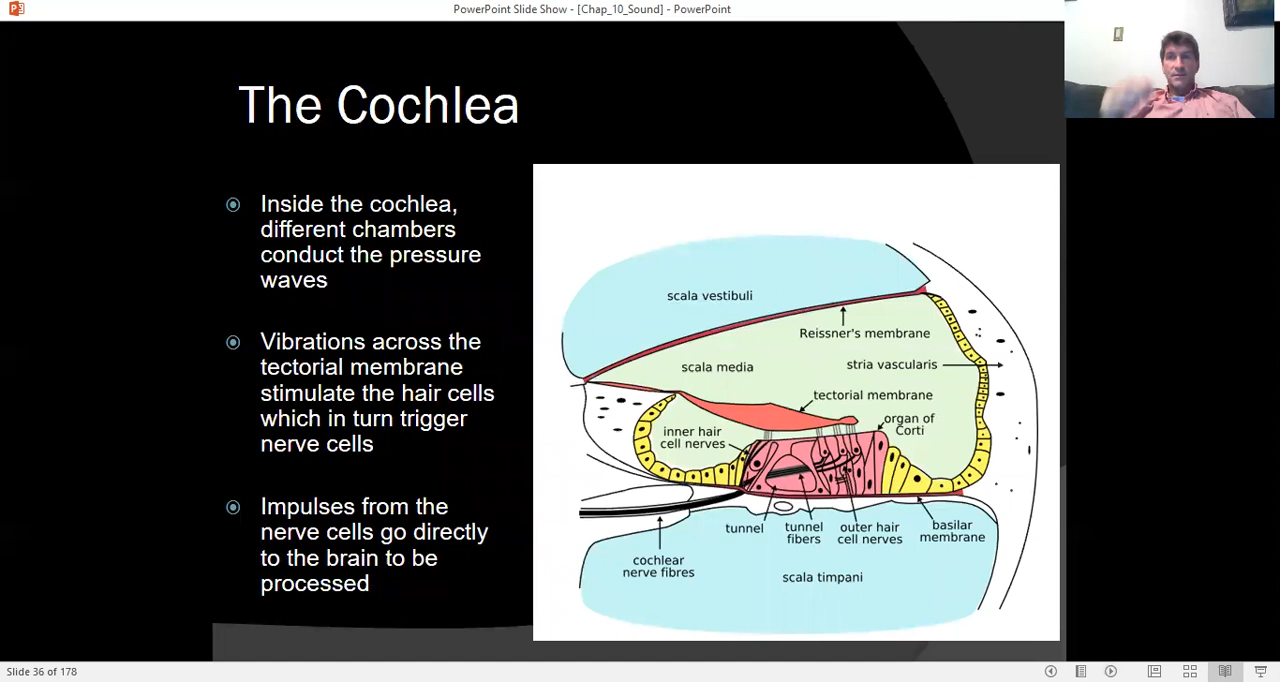 PowerPoint Slide Show - [Chap_10_Sound] - PowerPoint
The Cochlea
Inside the cochlea,
different chambers
conduct the pressure
waves
Vibrations across the
tectorial membrane
stimulate the hair cells
which in turn trigger
nerve cells
Impulses from the
nerve cells go directly
to the brain to be
processed
scala vestibuli
Reissner's membrane
scala media
stria vascularis
tectorial membrane
organ of
Corti
inner hair
cell nerves
tunnel
tunnel
fibers
outer hair
cell nerves
basilar
membrane
cochlear
nerve fibres
scala timpani
Slide 36 of 178